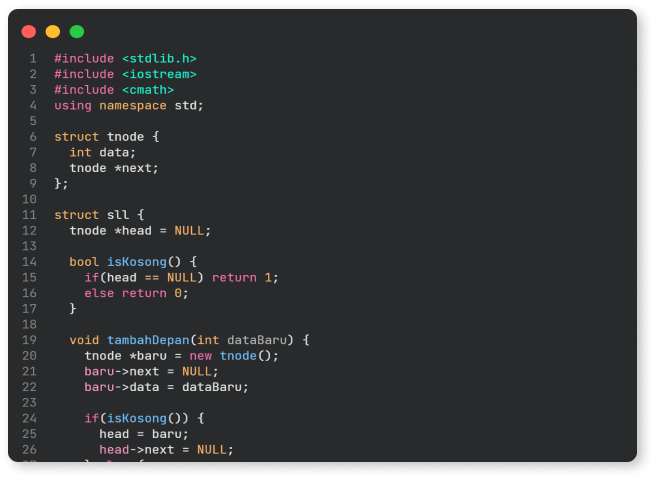 1 #include <stdlib.h>
2 #include <iostream>
3 #include <cmath>
4 using namespace std;
5
6 struct tnode {
7   int data;
8   tnode *next;
9 };
10
11 struct sll {
12   tnode *head = NULL;
13
14   bool isKosong() {
15     if(head == NULL) return 1;
16     else return 0;
17   }
18
19   void tambahDepan(int dataBaru) {
20     tnode *baru = new tnode();
21     baru->next = NULL;
22     baru->data = dataBaru;
23
24     if(isKosong()) {
25       head = baru;
26       head->next = NULL;